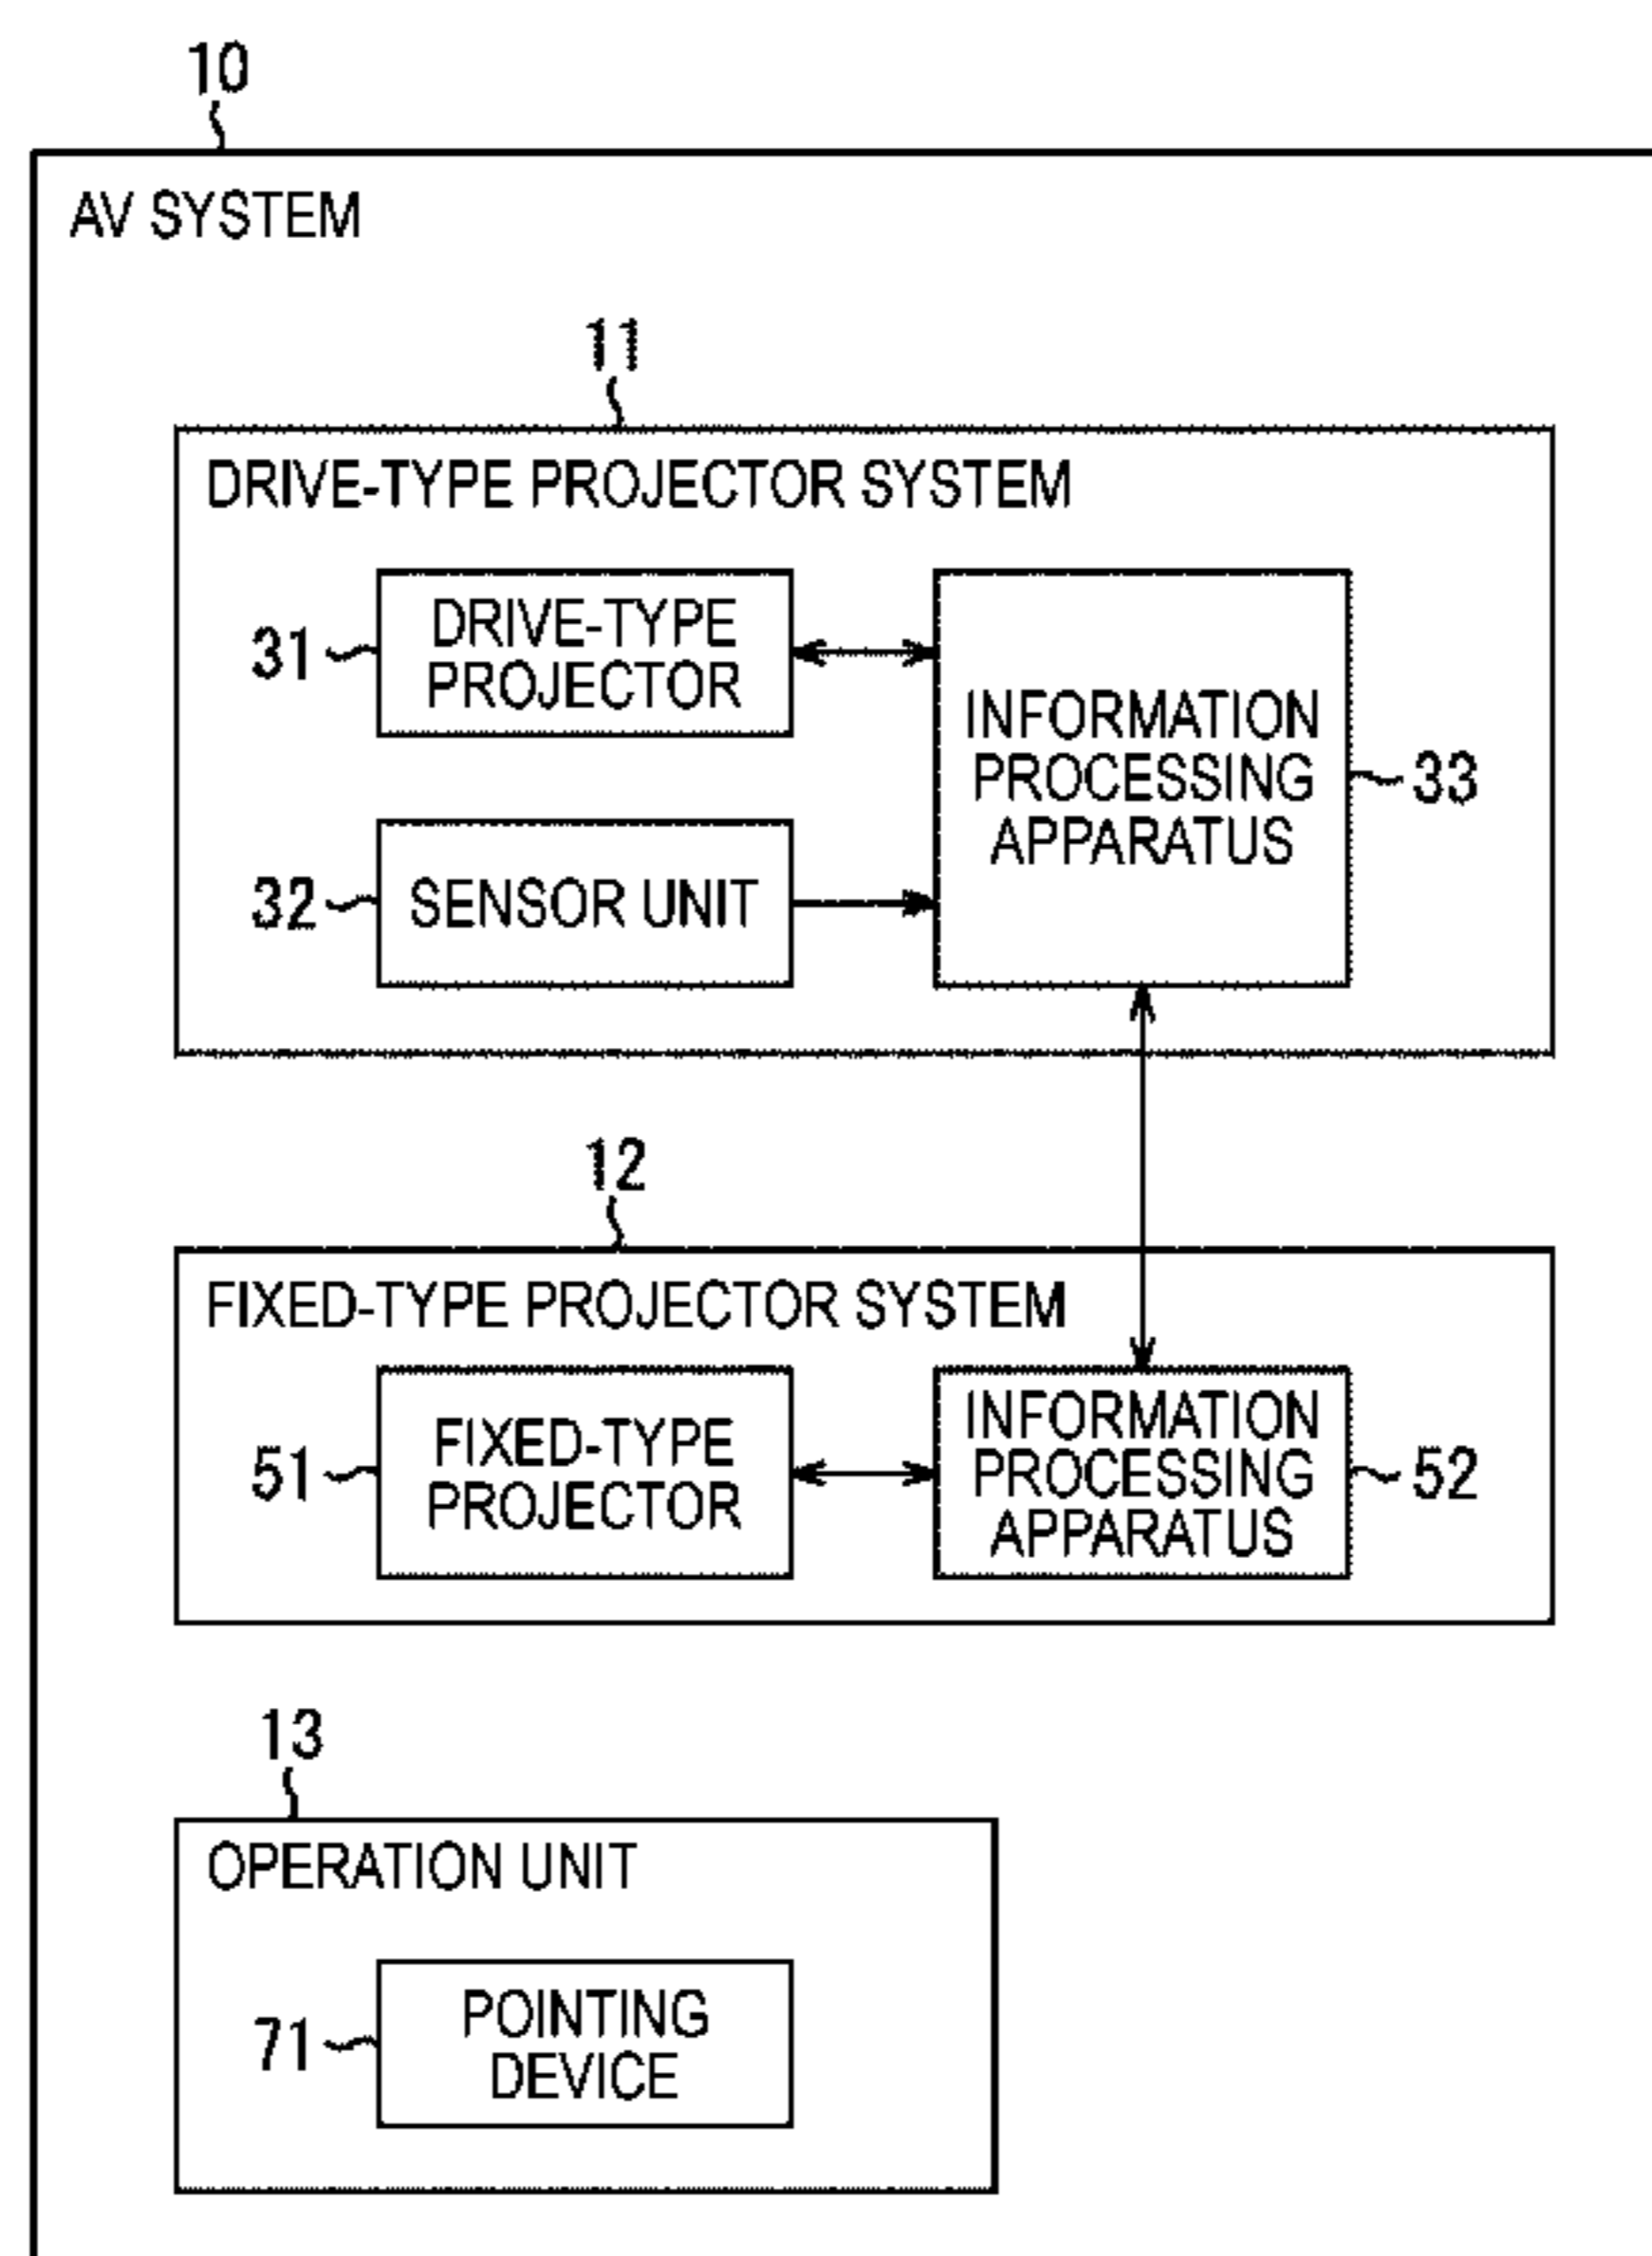 10
AV SYSTEM
11
DRIVE-TYPE PROJECTOR SYSTEM
31
DRIVE-TYPE
PROJECTOR
INFORMATION
PROCESSING
APPARATUS
33
32
SENSOR UNIT
12
FIXED-TYPE PROJECTOR SYSTEM
51
FIXED-TYPE
PROJECTOR
INFORMATION
PROCESSING
APPARATUS
52
13
OPERATION UNIT
71
POINTING
DEVICE